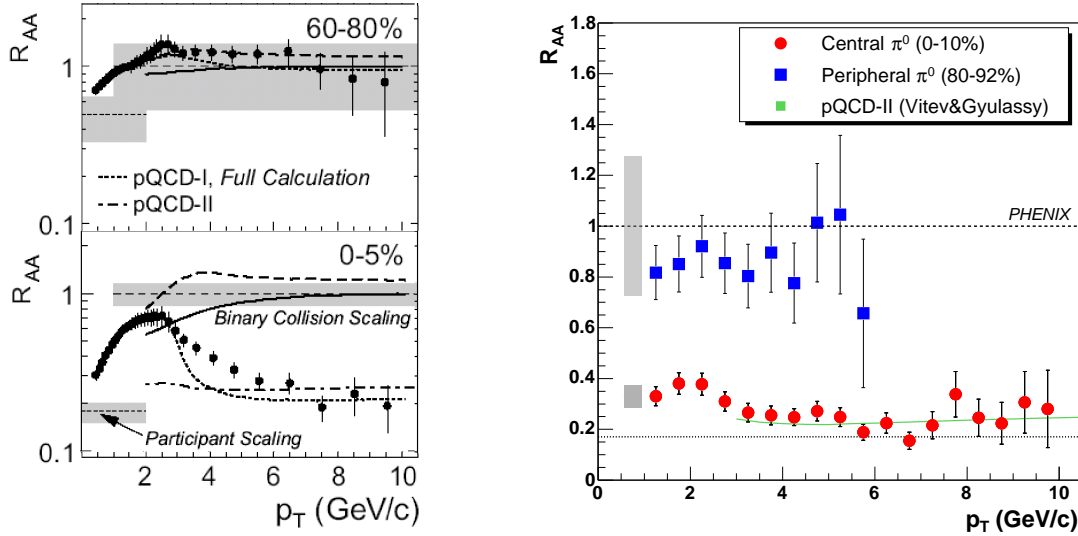 R_AA
60-80%
1
pQCD-I, Full Calculation
pQCD-II
0.1
R_AA
0-5%
1
Binary Collision Scaling
Participant Scaling
0.1
2 4 6 8 10
p_T (GeV/c)
R_AA
1.8
1.6
1.4
1.2
1
0.8
0.6
0.4
0.2
0
Central π⁰ (0-10%)
Peripheral π⁰ (80-92%)
pQCD-II (Vitev&Gyulassy)
PHENIX
0 2 4 6 8 10
p_T (GeV/c)